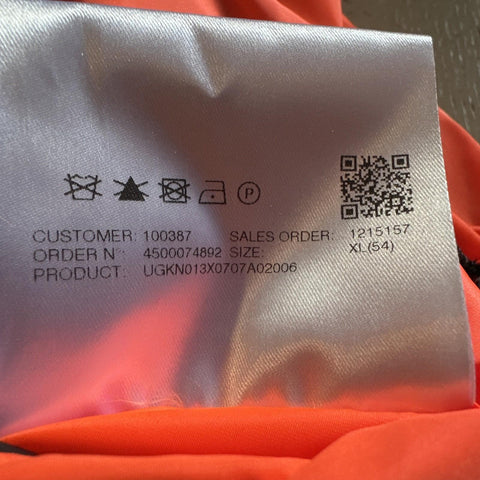 P
CUSTOMER: 100387 SALES ORDER: 1215157
ORDER N°: 4500074892 SIZE: XL(54)
PRODUCT: UGKN013X0707A02006